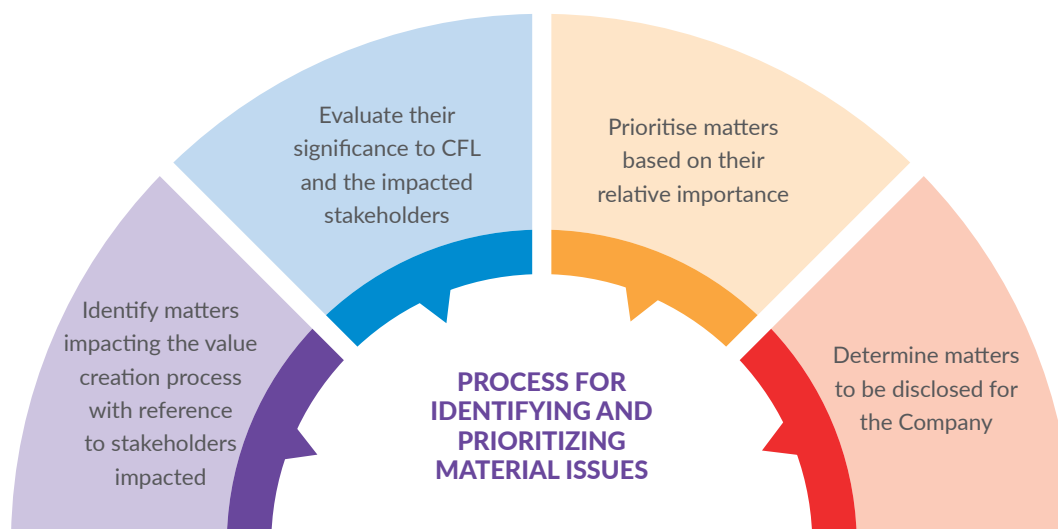 Identify matters
impacting the value
creation process
with reference
to stakeholders
impacted
Evaluate their
significance to CFL
and the impacted
stakeholders
Prioritise matters
based on their
relative importance
Determine matters
to be disclosed for
the Company
PROCESS FOR
IDENTIFYING AND
PRIORITIZING
MATERIAL ISSUES